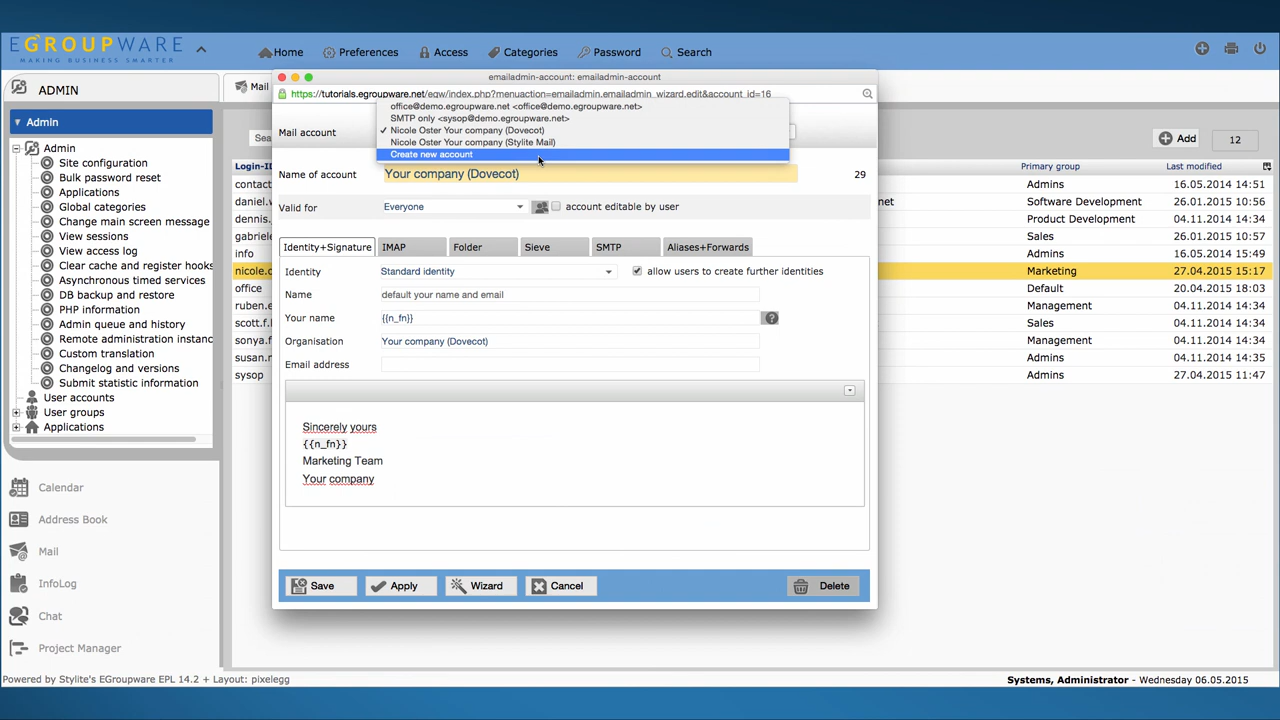 EGROUPWARE
MAKING BUSINESS SMARTER
Home Preferences Access Categories Password Search
ADMIN
Mail
emailadmin-account: emailadmin-account
https://tutorials.egroupware.net/egw/index.php?menuaction=emailadmin.emailadmin_wizard.edit&account_id=16
Admin
Admin
Site configuration
Bulk password reset
Applications
Global categories
Change main screen message
View sessions
View access log
Clear cache and register hooks
Asynchronous timed services
DB backup and restore
PHP information
Admin queue and history
Remote administration instanc
Custom translation
Changelog and versions
Submit statistic information
User accounts
User groups
Applications
Calendar
Address Book
Mail
InfoLog
Chat
Project Manager
Sea
Login-ID
contact
daniel.w
dennis.
gabriele
info
nicole.o
office
ruben.e
scott.f.l
sonya.f
susan.r
sysop
Mail account
office@demo.egroupware.net <office@demo.egroupware.net>
SMTP only <sysop@demo.egroupware.net>
✓ Nicole Oster Your company (Dovecot)
Nicole Oster Your company (Stylite Mail)
Create new account
Name of account Your company (Dovecot) 29
Valid for Everyone account editable by user
Identity+Signature IMAP Folder Sieve SMTP Aliases+Forwards
Identity Standard identity allow users to create further identities
Name default your name and email
Your name {{n_fn}} ?
Organisation Your company (Dovecot)
Email address
Sincerely yours
{{n_fn}}
Marketing Team
Your company
Save Apply Wizard Cancel Delete
Add 12
Primary group Last modified
Admins 16.05.2014 14:51
net Software Development 26.01.2015 10:56
Product Development 04.11.2014 14:34
Sales 26.01.2015 10:57
Admins 16.05.2014 15:49
Marketing 27.04.2015 15:17
Default 20.04.2015 18:03
Management 04.11.2014 14:34
Sales 04.11.2014 14:34
Management 04.11.2014 14:34
Admins 04.11.2014 14:35
Admins 27.04.2015 11:47
Powered by Stylite's EGroupware EPL 14.2 + Layout: pixelegg
Systems, Administrator - Wednesday 06.05.2015